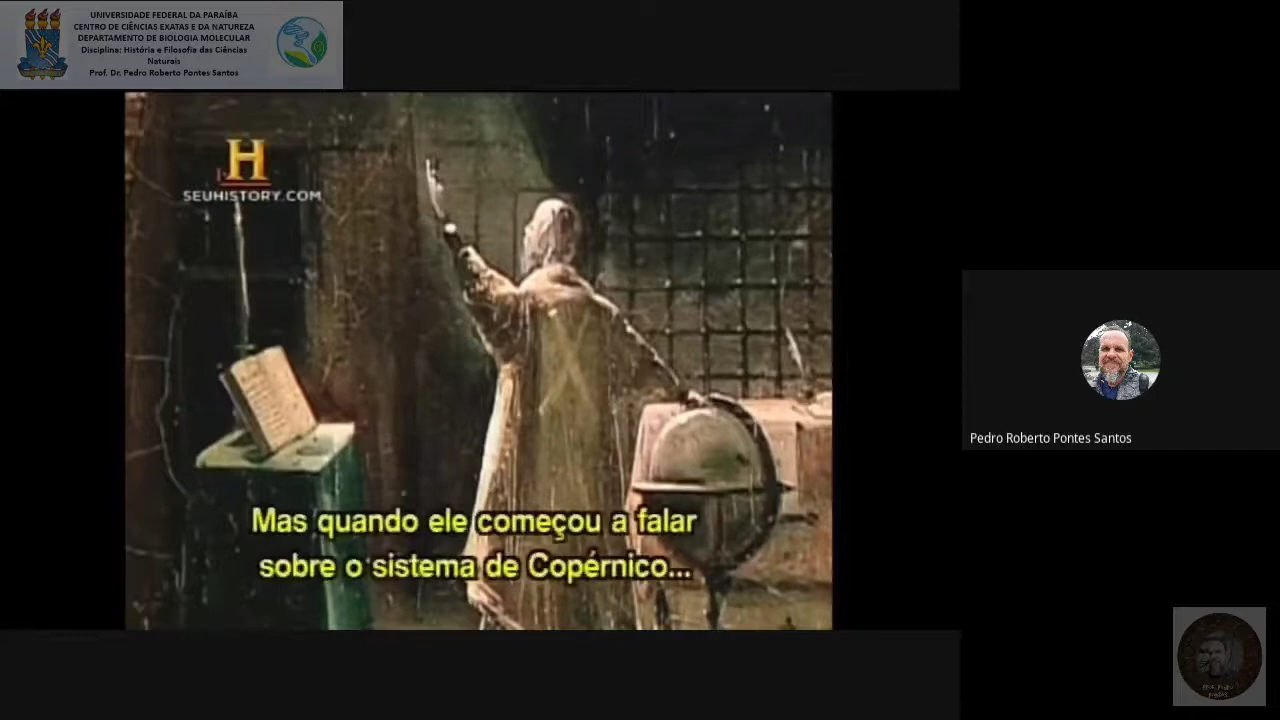 UNIVERSIDADE FEDERAL DA PARAÍBA
CENTRO DE CIÊNCIAS EXATAS E DA NATUREZA
DEPARTAMENTO DE BIOLOGIA MOLECULAR
Disciplina: História e Filosofia das Ciências
Naturais
Prof. Dr. Pedro Roberto Pontes Santos
H
SEUHISTORY.COM
Mas quando ele começou a falar
sobre o sistema de Copérnico...
Pedro Roberto Pontes Santos